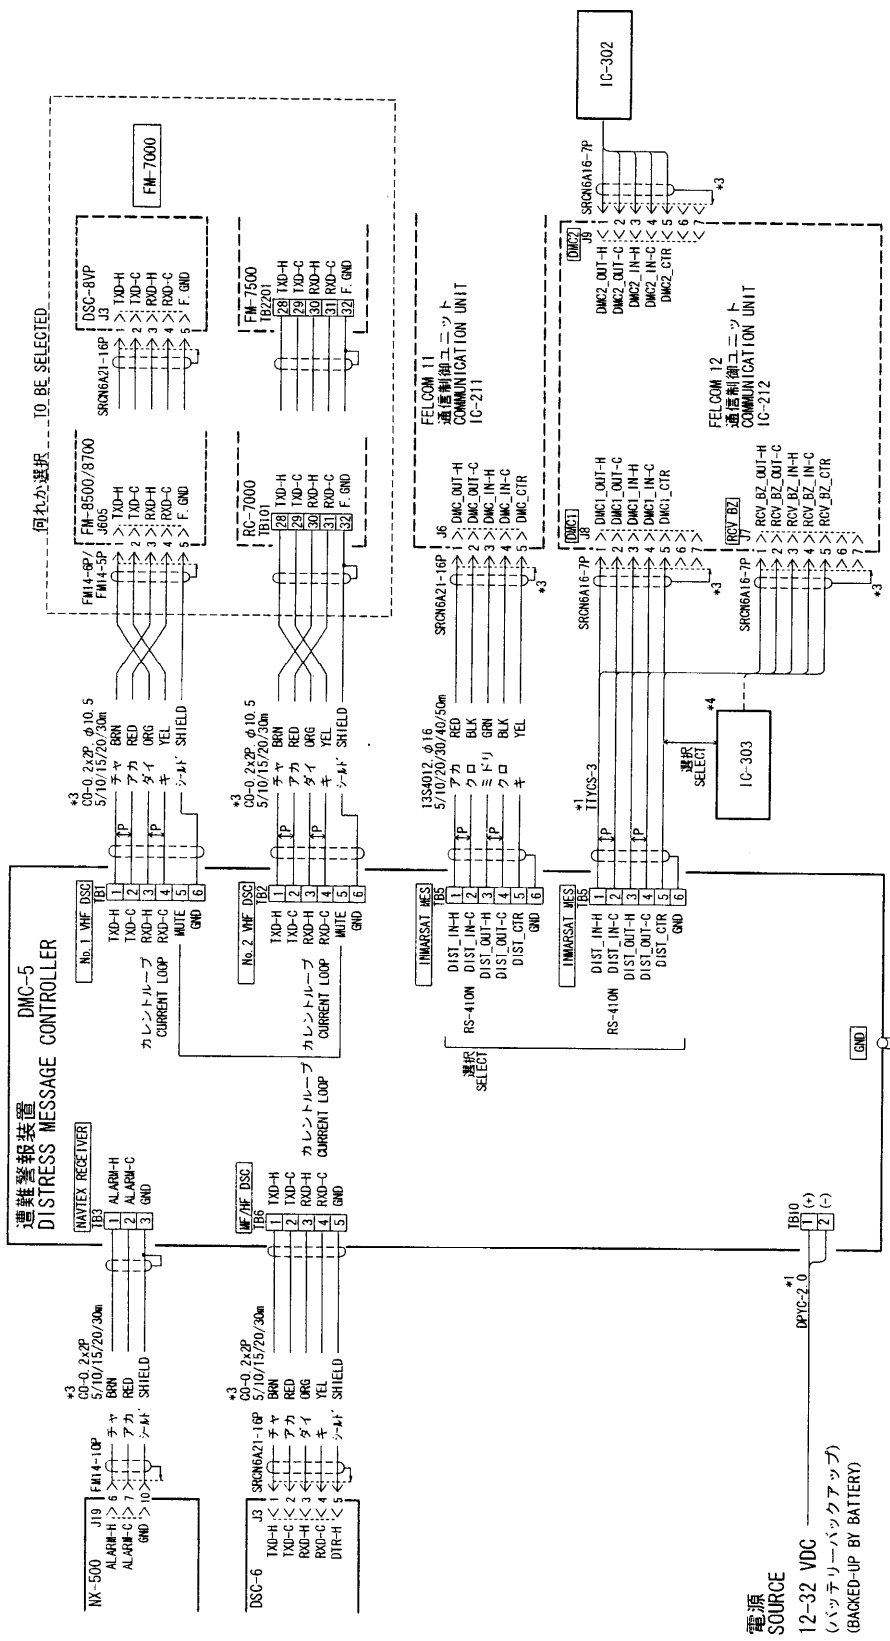 遭難警報装置 DMC-5
DISTRESS MESSAGE CONTROLLER
NX-500
J19
ALARM-H 6
ALARM-C 7
GND 10
FM14-10P
*3
CO-0.2x2P
5/10/15/20/30m
チャ BRN
アカ RED
シールド SHIELD
NAVTEX RECEIVER
TB3
1 ALARM-H
2 ALARM-C
3 GND
DSC-6
J3
TXD-H 1
TXD-C 2
RXD-H 3
RXD-C 4
DTR-H 5
SRCN6A21-16P
*3
CO-0.2x2P
5/10/15/20/30m
チャ BRN
アカ RED
ダイ ORG
キ YEL
シールド SHIELD
MF/HF DSC
TB6
1 TXD-H
2 TXD-C
3 RXD-H
4 RXD-C
5 GND
カレントループ
CURRENT LOOP
電源
SOURCE
12-32 VDC
(バッテリーバックアップ)
(BACKED-UP BY BATTERY)
*1
DPYC-2.0
TB10
1 (+)
2 (-)
GND
No.1 VHF DSC
TB1
TXD-H 1
TXD-C 2
RXD-H 3
RXD-C 4
MUTE 5
GND 6
カレントループ
CURRENT LOOP
P
P
*3
CO-0.2x2P, φ10.5
5/10/15/20/30m
チャ BRN
アカ RED
ダイ ORG
キ YEL
シールド SHIELD
何れか選択 TO BE SELECTED
FM14-6P/
FM14-5P
FM-8500/8700
J605
1 TXD-H
2 TXD-C
3 RXD-H
4 RXD-C
5 F.GND
SRCN6A21-16P
DSC-8VP
J3
1 TXD-H
2 TXD-C
3 RXD-H
4 RXD-C
5 F.GND
FM-7000
No.2 VHF DSC
TB2
TXD-H 1
TXD-C 2
RXD-H 3
RXD-C 4
MUTE 5
GND 6
カレントループ
CURRENT LOOP
P
P
*3
CO-0.2x2P, φ10.5
5/10/15/20/30m
チャ BRN
アカ RED
ダイ ORG
キ YEL
シールド SHIELD
RC-7000
TB101
28 TXD-H
29 TXD-C
30 RXD-H
31 RXD-C
32 F.GND
FM-7500
TB2201
28 TXD-H
29 TXD-C
30 RXD-H
31 RXD-C
32 F.GND
選択
SELECT
INMARSAT MES
TB5
DIST_IN-H 1
DIST_IN-C 2
DIST_OUT-H 3
DIST_OUT-C 4
DIST_CTR 5
GND 6
RS-410N
P
P
13S4012, φ16
5/10/20/30/40/50m
アカ RED
クロ BLK
ミドリ GRN
クロ BLK
キ YEL
SRCN6A21-16P
*3
J6
1 DMC_OUT-H
2 DMC_OUT-C
3 DMC_IN-H
4 DMC_IN-C
5 DMC_CTR
FELCOM 11
通信制御ユニット
COMMUNICATION UNIT
IC-211
INMARSAT MES
TB5
DIST_IN-H 1
DIST_IN-C 2
DIST_OUT-H 3
DIST_OUT-C 4
DIST_CTR 5
GND 6
RS-410N
P
P
*1
TTYCS-3
選択
SELECT
IC-303
*4
SRCN6A16-7P
*3
DMC1
J8
1 DMC1_OUT-H
2 DMC1_OUT-C
3 DMC1_IN-H
4 DMC1_IN-C
5 DMC1_CTR
6
7
SRCN6A16-7P
*3
RCV_BZ
J7
1 RCV_BZ_OUT-H
2 RCV_BZ_OUT-C
3 RCV_BZ_IN-H
4 RCV_BZ_IN-C
5 RCV_BZ_CTR
6
7
FELCOM 12
通信制御ユニット
COMMUNICATION UNIT
IC-212
DMC2
J9
DMC2_OUT-H 1
DMC2_OUT-C 2
DMC2_IN-H 3
DMC2_IN-C 4
DMC2_CTR 5
6
7
SRCN6A16-7P
*3
IC-302